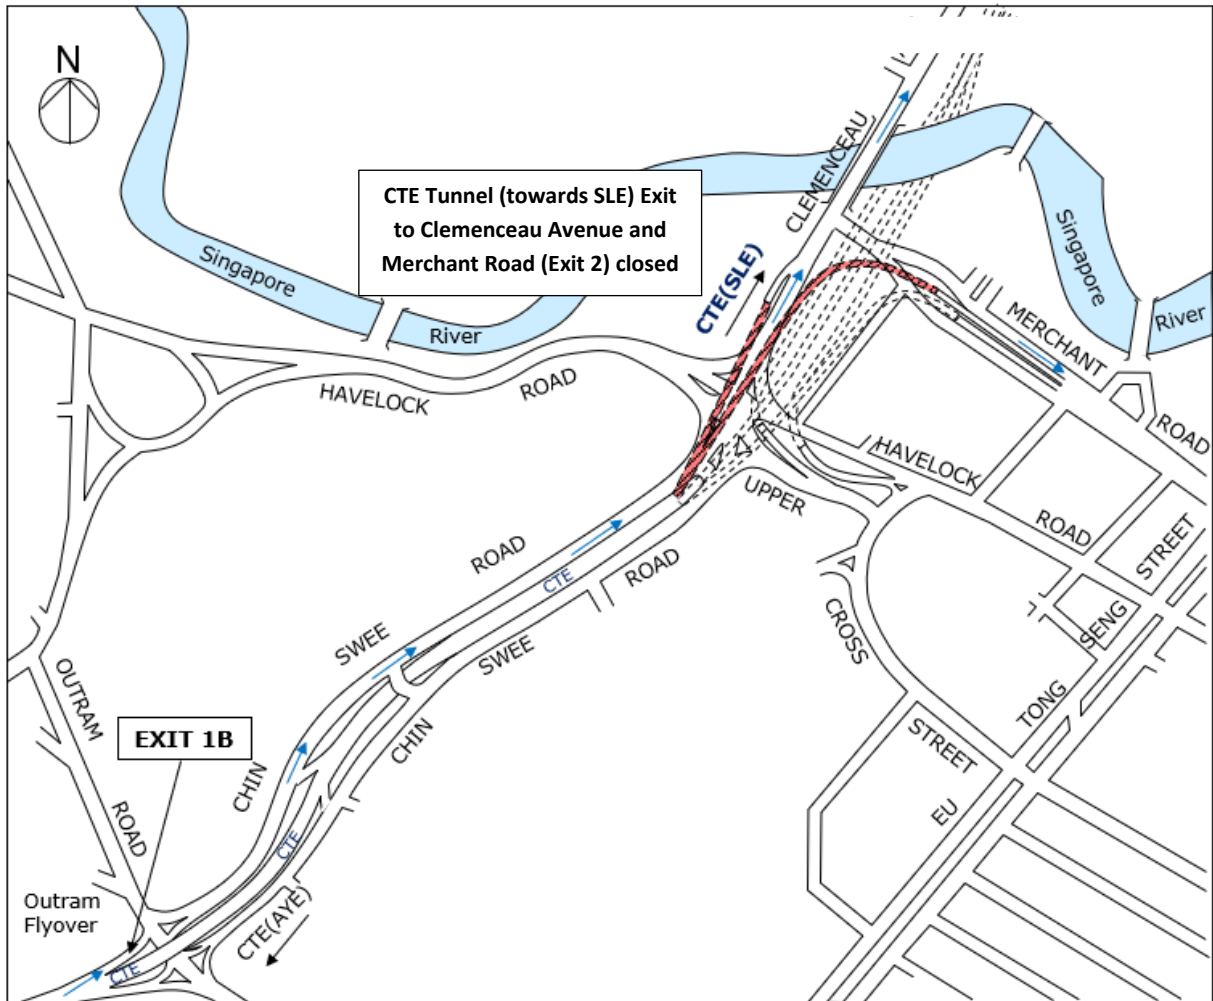 N
CTE Tunnel (towards SLE) Exit
to Clemenceau Avenue and
Merchant Road (Exit 2) closed
CLEMENCEAU
Singapore
River
CTE(SLE)
Singapore
River
MERCHANT
ROAD
HAVELOCK
ROAD
HAVELOCK
ROAD
UPPER
CROSS
STREET
STREET
SENG
TONG
EU
ROAD
CTE
ROAD
SWEE
SWEE
CHIN
CHIN
OUTRAM
ROAD
EXIT 1B
CTE
CTE(AYE)
Outram
Flyover
CTE